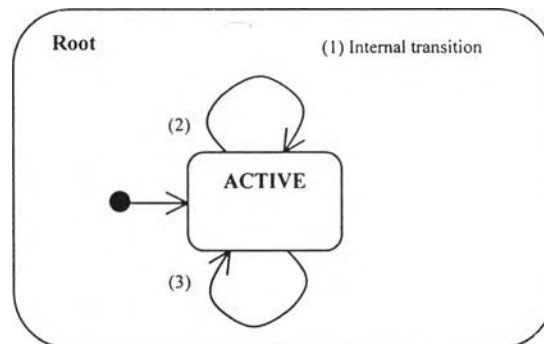 Root
(1) Internal transition
(2)
ACTIVE
(3)